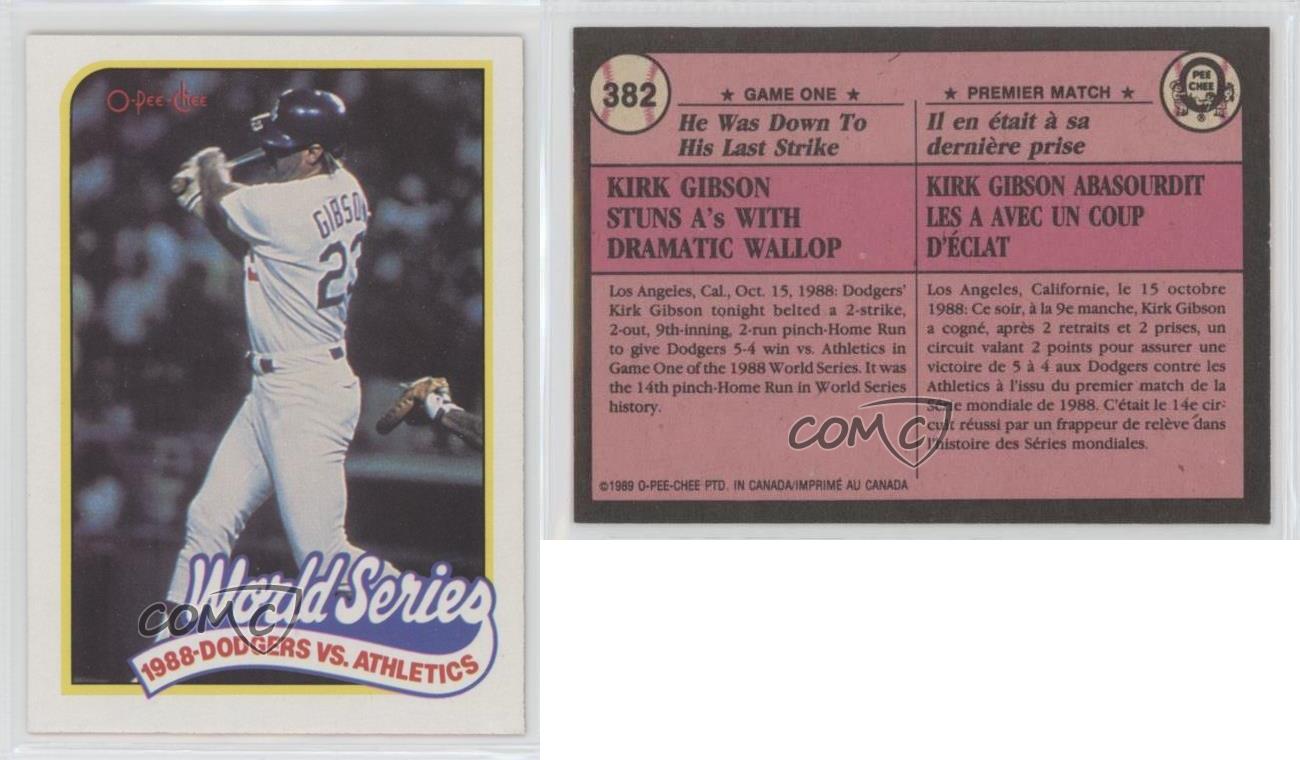 O-Pee-Chee
GIBSON
23
World Series
1988-DODGERS VS. ATHLETICS
COMC
382
★ GAME ONE ★
He Was Down To
His Last Strike
KIRK GIBSON
STUNS A's WITH
DRAMATIC WALLOP
Los Angeles, Cal., Oct. 15, 1988: Dodgers'
Kirk Gibson tonight belted a 2-strike,
2-out, 9th-inning, 2-run pinch-Home Run
to give Dodgers 5-4 win vs. Athletics in
Game One of the 1988 World Series. It was
the 14th pinch-Home Run in World Series
history.
©1989 O-PEE-CHEE PTD. IN CANADA/IMPRIMÉ AU CANADA
PEE
CHEE
®
★ PREMIER MATCH ★
Il en était à sa
dernière prise
KIRK GIBSON ABASOURDIT
LES A AVEC UN COUP
D'ÉCLAT
Los Angeles, Californie, le 15 octobre
1988: Ce soir, à la 9e manche, Kirk Gibson
a cogné, après 2 retraits et 2 prises, un
circuit valant 2 points pour assurer une
victoire de 5 à 4 aux Dodgers contre les
Athletics à l'issu du premier match de la
Série mondiale de 1988. C'était le 14e cir-
cuit réussi par un frappeur de relève dans
l'histoire des Séries mondiales.
COMC